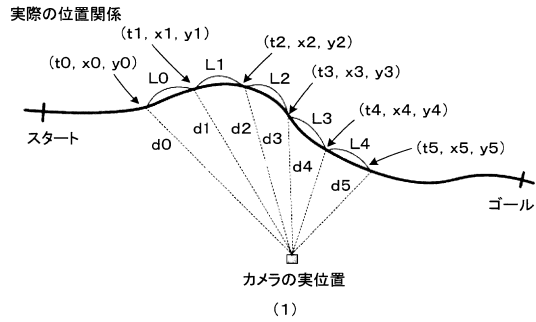 実際の位置関係
(t1, x1, y1)
(t0, x0, y0)
(t2, x2, y2)
L0
L1
L2
(t3, x3, y3)
L3
(t4, x4, y4)
L4
(t5, x5, y5)
スタート
d0
d1
d2
d3
d4
d5
ゴール
カメラの実位置
(1)